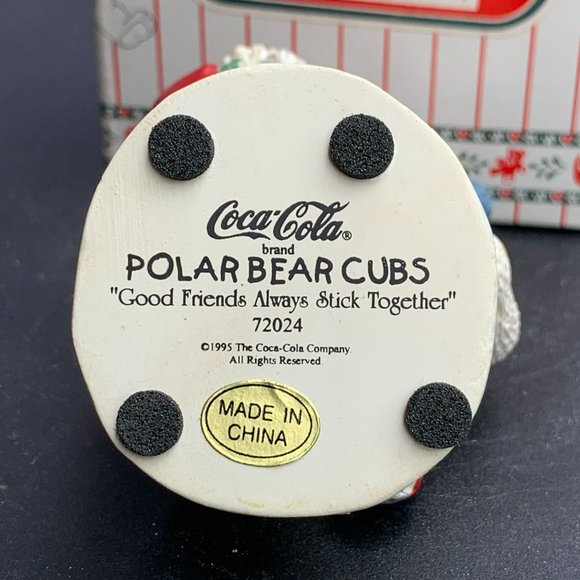 Coca-Cola®
brand
POLAR BEAR CUBS
"Good Friends Always Stick Together"
72024
©1995 The Coca-Cola Company.
All Rights Reserved.
MADE IN
CHINA